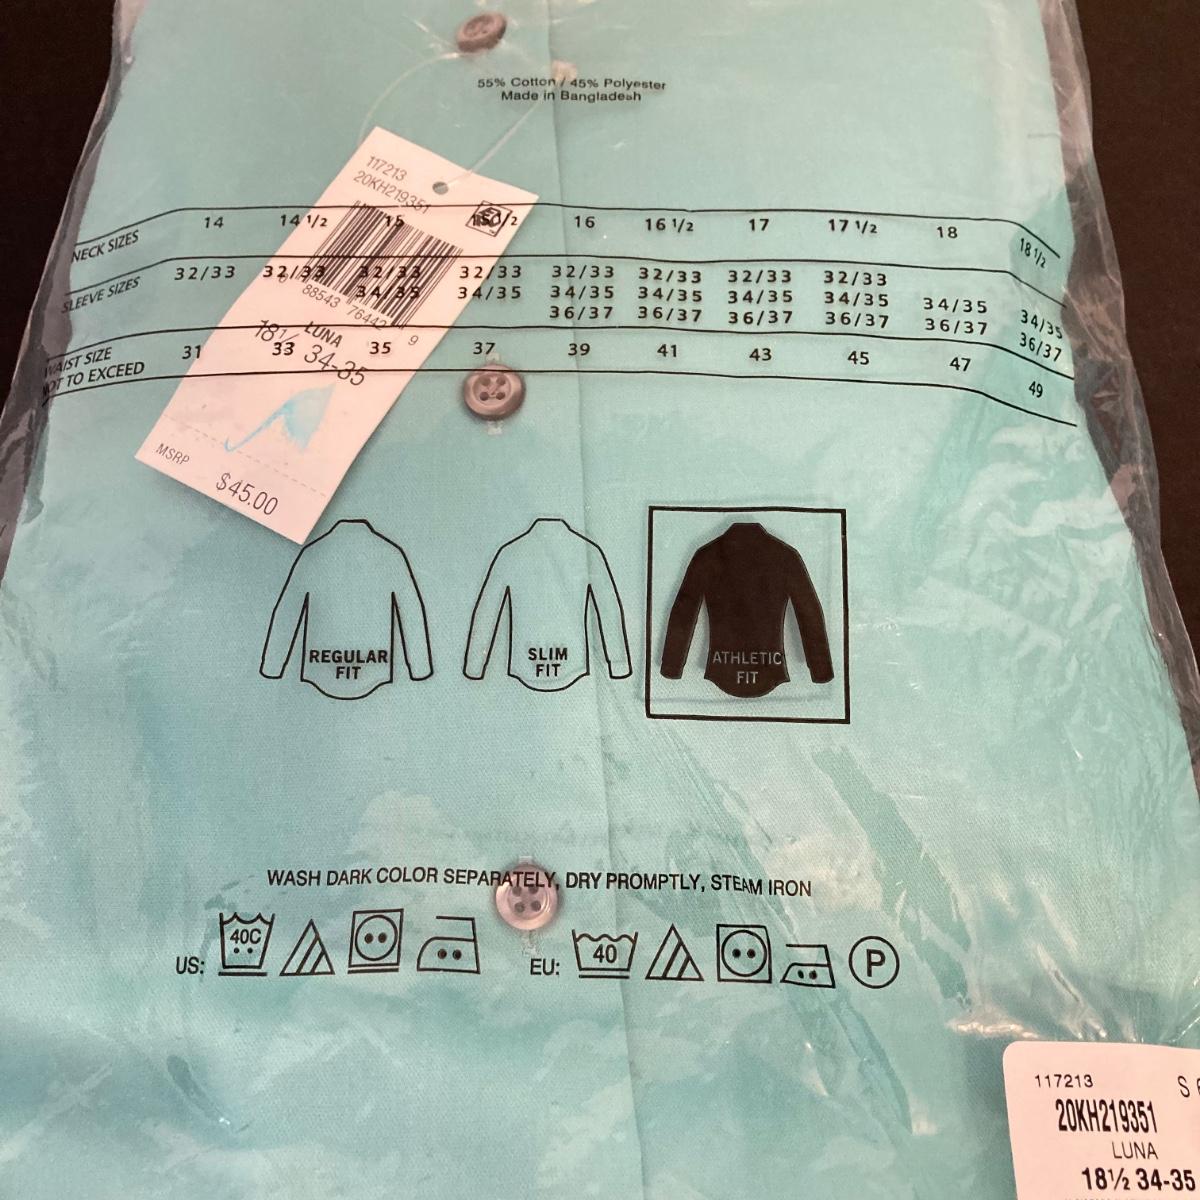 55% Cotton / 45% Polyester
Made in Bangladesh
117213
20KH219351
NECK SIZES 14 14 1/2 15 16 16 1/2 17 17 1/2 18 18 1/2
SLEEVE SIZES 32/33 32/33 32/33 32/33 32/33 32/33 32/33 32/33
34/35 34/35 34/35 34/35 34/35 34/35 34/35 34/35
36/37 36/37 36/37 36/37 36/37 36/37
88543 76442 9
WAIST SIZE
NOT TO EXCEED 31 33 35 37 39 41 43 45 47 49
LUNA
18½ 34-35
MSRP
$45.00
REGULAR
FIT
SLIM
FIT
ATHLETIC
FIT
WASH DARK COLOR SEPARATELY, DRY PROMPTLY, STEAM IRON
US: 40C
EU: 40 P
117213 S
20KH219351
LUNA
18½ 34-35